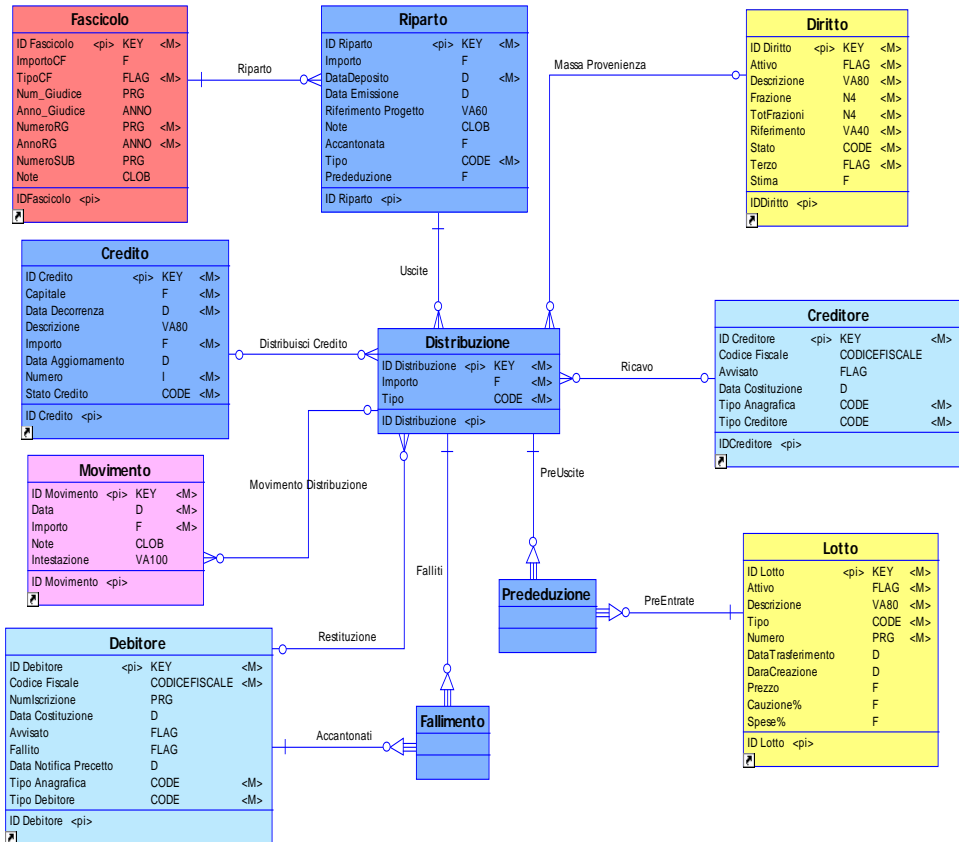 Fascicolo
ID Fascicolo <pi> KEY <M>
ImportoCF F
TipoCF FLAG <M>
Num_Giudice PRG
Anno_Giudice ANNO
NumeroRG PRG <M>
AnnoRG ANNO <M>
NumeroSUB PRG
Note CLOB
IDFascicolo <pi>
Riparto
Riparto
ID Riparto <pi> KEY <M>
Importo F
DataDeposito D <M>
Data Emissione D
Riferimento Progetto VA60
Note CLOB
Accantonata F
Tipo CODE <M>
Prededuzione F
ID Riparto <pi>
Massa Provenienza
Diritto
ID Diritto <pi> KEY <M>
Attivo FLAG <M>
Descrizione VA80 <M>
Frazione N4 <M>
TotFrazioni N4 <M>
Riferimento VA40 <M>
Stato CODE <M>
Terzo FLAG <M>
Stima F
IDDiritto <pi>
Uscite
Credito
ID Credito <pi> KEY <M>
Capitale F <M>
Data Decorrenza D <M>
Descrizione VA80
Importo F <M>
Data Aggiornamento D
Numero I <M>
Stato Credito CODE <M>
ID Credito <pi>
Distribuisci Credito
Distribuzione
ID Distribuzione <pi> KEY <M>
Importo F <M>
Tipo CODE <M>
ID Distribuzione <pi>
Ricavo
Creditore
ID Creditore <pi> KEY <M>
Codice Fiscale CODICEFISCALE
Avvisato FLAG
Data Costituzione D
Tipo Anagrafica CODE <M>
Tipo Creditore CODE <M>
IDCreditore <pi>
Movimento
ID Movimento <pi> KEY <M>
Data D <M>
Importo F <M>
Note CLOB
Intestazione VA100
ID Movimento <pi>
Movimento Distribuzione
PreUscite
Falliti
Prededuzione
PreEntrate
Lotto
ID Lotto <pi> KEY <M>
Attivo FLAG <M>
Descrizione VA80 <M>
Tipo CODE <M>
Numero PRG <M>
DataTrasferimento D
DaraCreazione D
Prezzo F
Cauzione% F
Spese% F
ID Lotto <pi>
Restituzione
Debitore
ID Debitore <pi> KEY <M>
Codice Fiscale CODICEFISCALE <M>
NumIscrizione PRG
Data Costituzione D
Avvisato FLAG
Fallito FLAG
Data Notifica Precetto D
Tipo Anagrafica CODE <M>
Tipo Debitore CODE <M>
ID Debitore <pi>
Accantonati
Fallimento